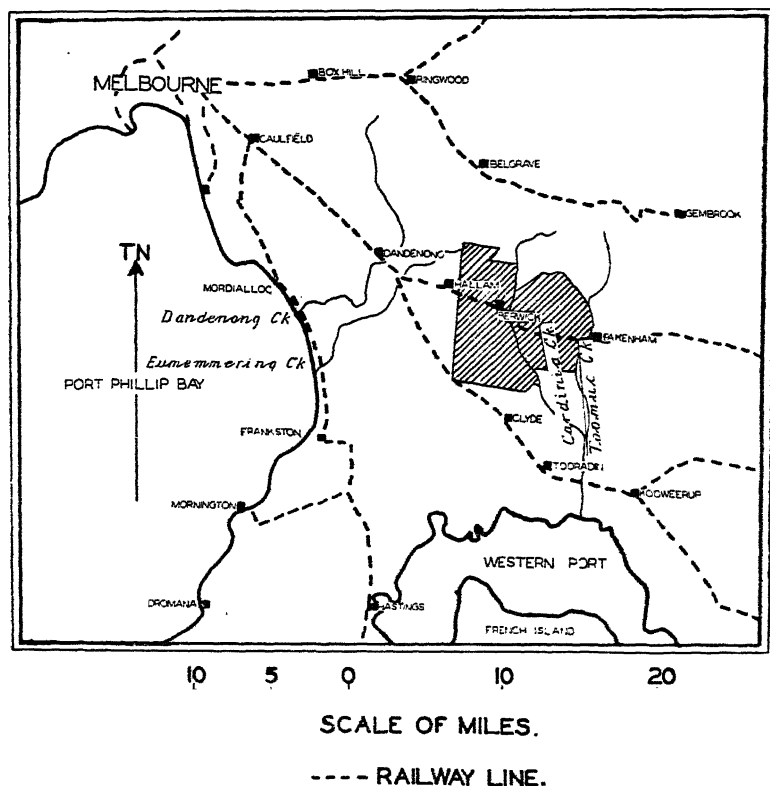 MELBOURNE
BOX HILL
RINGWOOD
CAULFIELD
BELGRAVE
GEMBROOK
TN
DANDENONG
HALLAM
MORDIALLOC
BERWICK
Dandenong Ck
PAKENHAM
Eumemmering Ck
Cardinia Ck
Toomuc Ck
PORT PHILLIP BAY
CLYDE
FRANKSTON
TOORADIN
KOOWEERUP
MORNINGTON
WESTERN PORT
DROMANA
HASTINGS
FRENCH ISLAND
10 5 0 10 20
SCALE OF MILES.
---- RAILWAY LINE.